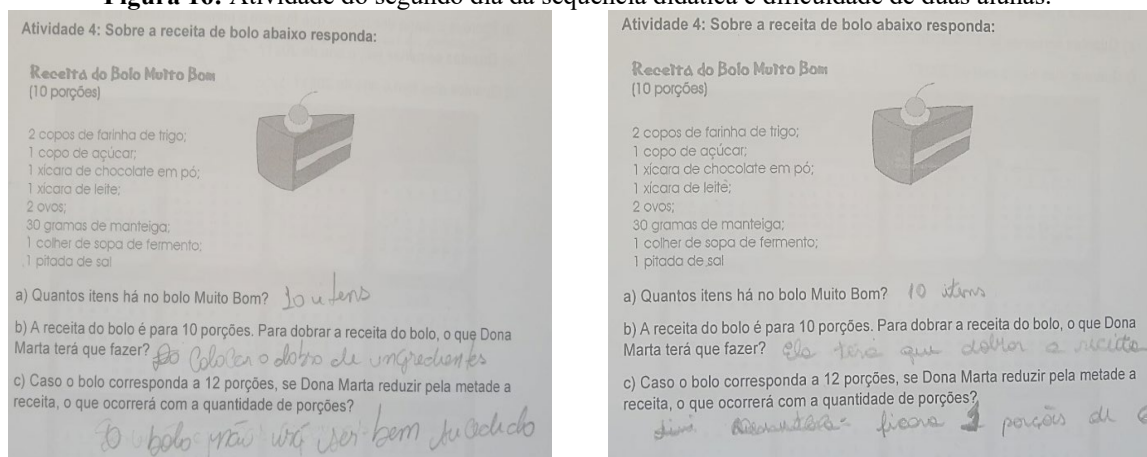 Figura 10: Atividade do segundo dia da sequência didática e dificuldade de duas alunas.
Atividade 4: Sobre a receita de bolo abaixo responda:
Receita do Bolo Muito Bom
(10 porções)
2 copos de farinha de trigo;
1 copo de açúcar;
1 xícara de chocolate em pó;
1 xícara de leite;
2 ovos;
30 gramas de manteiga;
1 colher de sopa de fermento;
1 pitada de sal
a) Quantos itens há no bolo Muito Bom? 10 itens
b) A receita do bolo é para 10 porções. Para dobrar a receita do bolo, o que Dona
Marta terá que fazer? Colocar o dobro de ingredientes
c) Caso o bolo corresponda a 12 porções, se Dona Marta reduzir pela metade a
receita, o que ocorrerá com a quantidade de porções?
O bolo não irá ser bem sucedido
Atividade 4: Sobre a receita de bolo abaixo responda:
Receita do Bolo Muito Bom
(10 porções)
2 copos de farinha de trigo;
1 copo de açúcar;
1 xícara de chocolate em pó;
1 xícara de leite;
2 ovos;
30 gramas de manteiga;
1 colher de sopa de fermento;
1 pitada de sal
a) Quantos itens há no bolo Muito Bom? 10 itens
b) A receita do bolo é para 10 porções. Para dobrar a receita do bolo, o que Dona
Marta terá que fazer? Ela terá que dobrar a receita
c) Caso o bolo corresponda a 12 porções, se Dona Marta reduzir pela metade a
receita, o que ocorrerá com a quantidade de porções?
ficara porções de 6